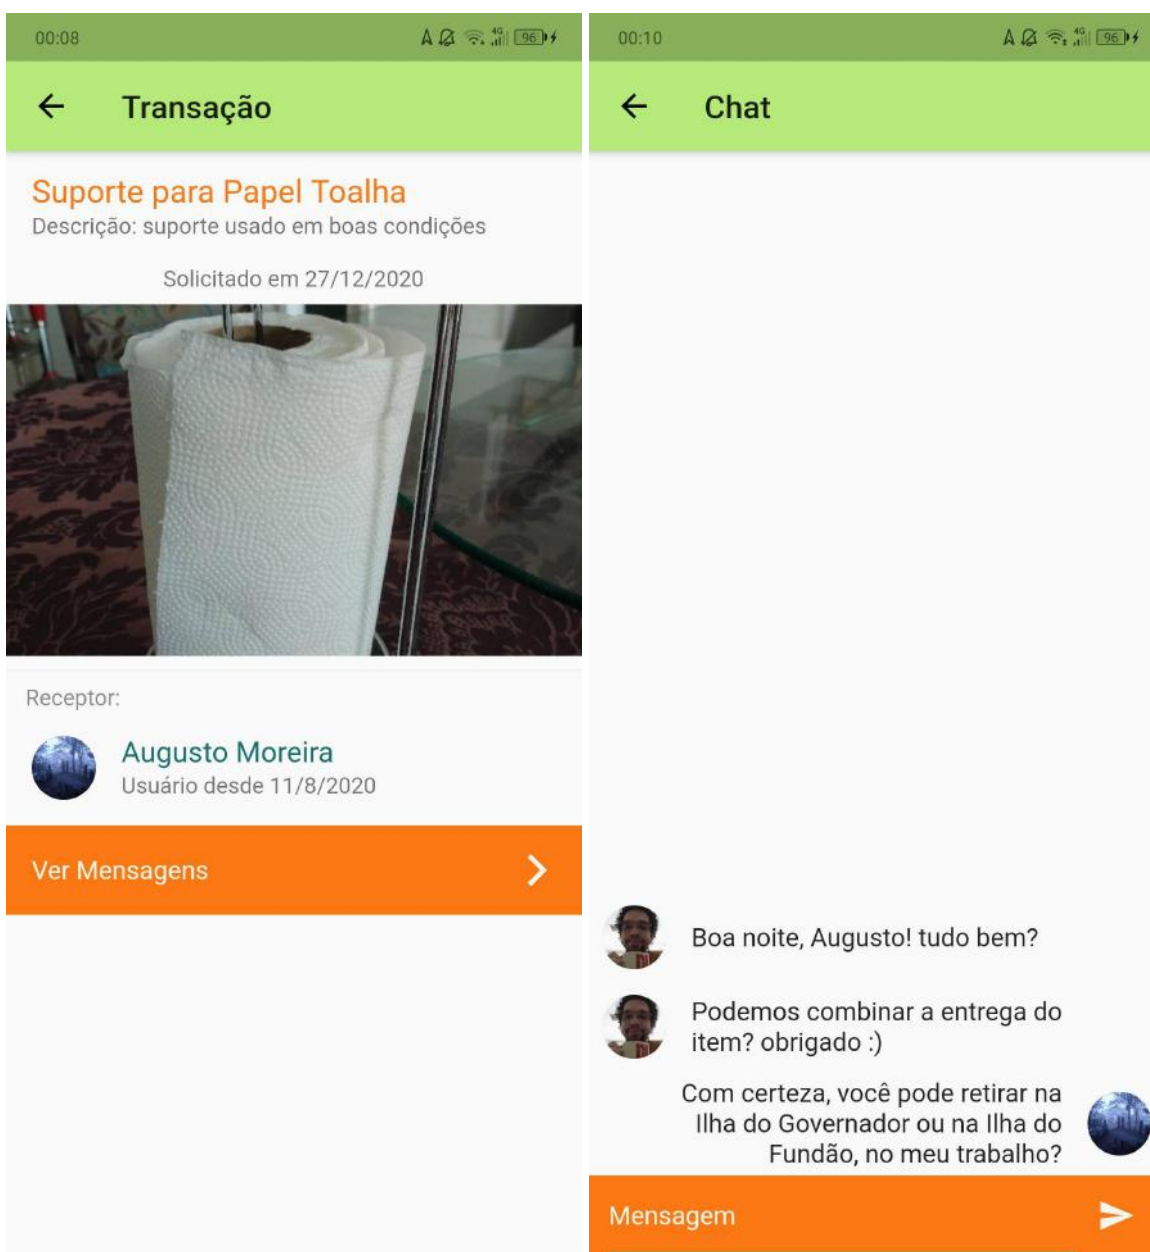 00:08
96
Transação
Suporte para Papel Toalha
Descrição: suporte usado em boas condições
Solicitado em 27/12/2020
Receptor:
Augusto Moreira
Usuário desde 11/8/2020
Ver Mensagens
00:10
4G
96
Chat
Boa noite, Augusto! tudo bem?
Podemos combinar a entrega do
item? obrigado :)
Com certeza, você pode retirar na
Ilha do Governador ou na Ilha do
Fundão, no meu trabalho?
Mensagem